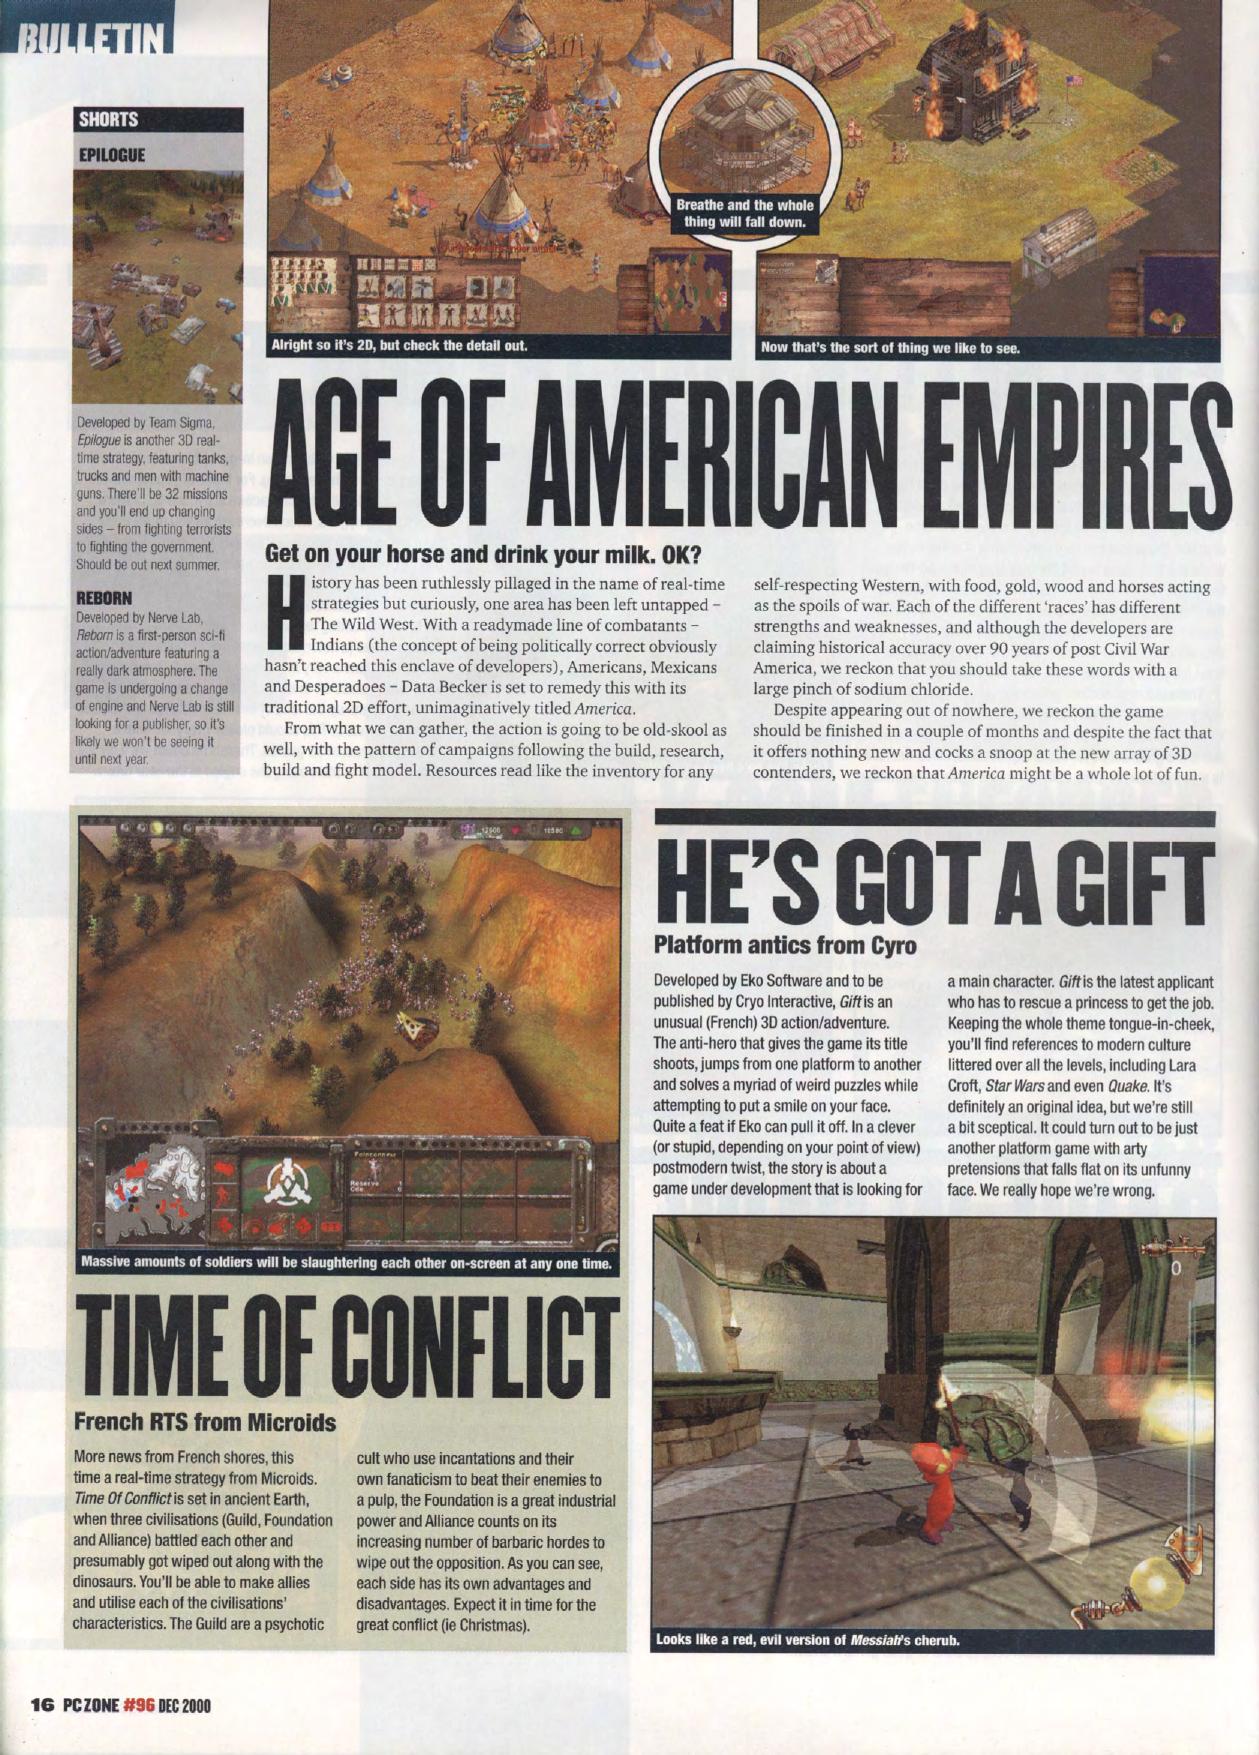 BULLETIN
SHORTS
EPILOGUE
Developed by Team Sigma,
Epilogue is another 3D real-
time strategy, featuring tanks,
trucks and men with machine
guns. There'll be 32 missions
and you'll end up changing
sides – from fighting terrorists
to fighting the government.
Should be out next summer.
REBORN
Developed by Nerve Lab,
Reborn is a first-person sci-fi
action/adventure featuring a
really dark atmosphere. The
game is undergoing a change
of engine and Nerve Lab is still
looking for a publisher, so it's
likely we won't be seeing it
until next year.
Breathe and the whole
thing will fall down.
Alright so it's 2D, but check the detail out.
Now that's the sort of thing we like to see.
AGE OF AMERICAN EMPIRES
Get on your horse and drink your milk. OK?
History has been ruthlessly pillaged in the name of real-time
strategies but curiously, one area has been left untapped –
The Wild West. With a readymade line of combatants –
Indians (the concept of being politically correct obviously
hasn't reached this enclave of developers), Americans, Mexicans
and Desperadoes – Data Becker is set to remedy this with its
traditional 2D effort, unimaginatively titled America.
From what we can gather, the action is going to be old-skool as
well, with the pattern of campaigns following the build, research,
build and fight model. Resources read like the inventory for any
self-respecting Western, with food, gold, wood and horses acting
as the spoils of war. Each of the different 'races' has different
strengths and weaknesses, and although the developers are
claiming historical accuracy over 90 years of post Civil War
America, we reckon that you should take these words with a
large pinch of sodium chloride.
Despite appearing out of nowhere, we reckon the game
should be finished in a couple of months and despite the fact that
it offers nothing new and cocks a snoop at the new array of 3D
contenders, we reckon that America might be a whole lot of fun.
12500
10580
Reserve 1
Massive amounts of soldiers will be slaughtering each other on-screen at any one time.
TIME OF CONFLICT
French RTS from Microids
More news from French shores, this
time a real-time strategy from Microids.
Time Of Conflict is set in ancient Earth,
when three civilisations (Guild, Foundation
and Alliance) battled each other and
presumably got wiped out along with the
dinosaurs. You'll be able to make allies
and utilise each of the civilisations'
characteristics. The Guild are a psychotic
cult who use incantations and their
own fanaticism to beat their enemies to
a pulp, the Foundation is a great industrial
power and Alliance counts on its
increasing number of barbaric hordes to
wipe out the opposition. As you can see,
each side has its own advantages and
disadvantages. Expect it in time for the
great conflict (ie Christmas).
HE'S GOT A GIFT
Platform antics from Cyro
Developed by Eko Software and to be
published by Cryo Interactive, Gift is an
unusual (French) 3D action/adventure.
The anti-hero that gives the game its title
shoots, jumps from one platform to another
and solves a myriad of weird puzzles while
attempting to put a smile on your face.
Quite a feat if Eko can pull it off. In a clever
(or stupid, depending on your point of view)
postmodern twist, the story is about a
game under development that is looking for
a main character. Gift is the latest applicant
who has to rescue a princess to get the job.
Keeping the whole theme tongue-in-cheek,
you'll find references to modern culture
littered over all the levels, including Lara
Croft, Star Wars and even Quake. It's
definitely an original idea, but we're still
a bit sceptical. It could turn out to be just
another platform game with arty
pretensions that falls flat on its unfunny
face. We really hope we're wrong.
0
Looks like a red, evil version of Messiah's cherub.
16 PC ZONE #96 DEC 2000